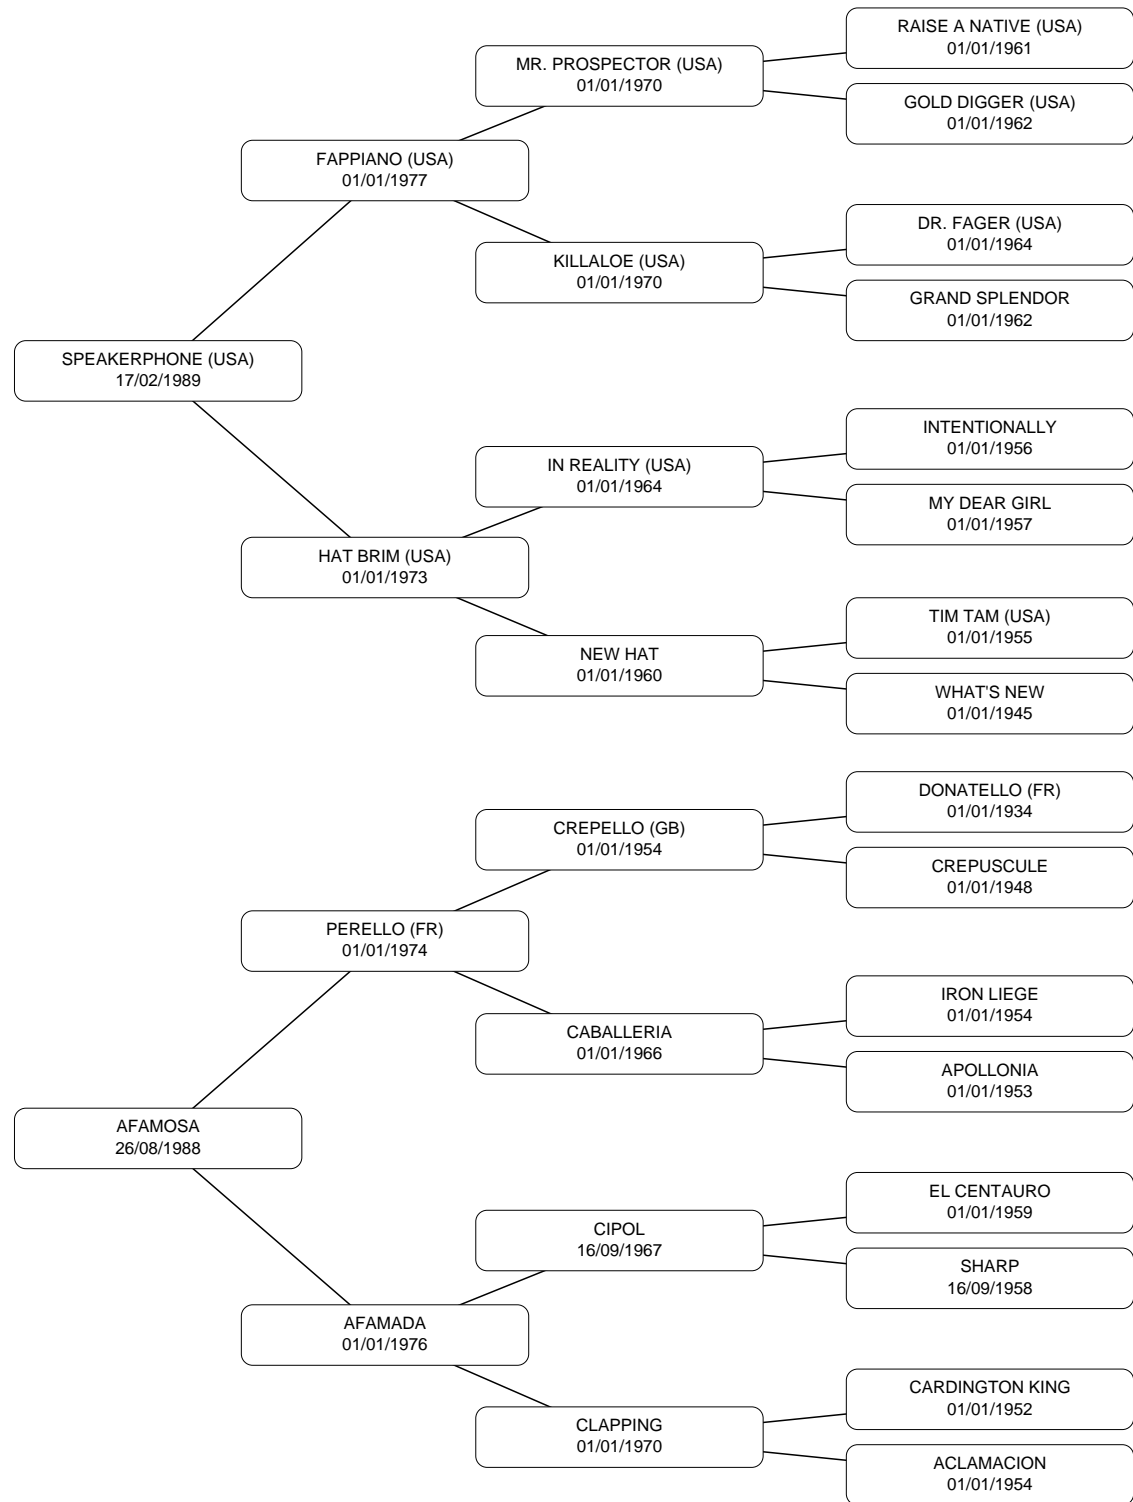 RAISE A NATIVE (USA)
01/01/1961
MR. PROSPECTOR (USA)
01/01/1970
GOLD DIGGER (USA)
01/01/1962
FAPPIANO (USA)
01/01/1977
DR. FAGER (USA)
01/01/1964
KILLALOE (USA)
01/01/1970
GRAND SPLENDOR
01/01/1962
SPEAKERPHONE (USA)
17/02/1989
INTENTIONALLY
01/01/1956
IN REALITY (USA)
01/01/1964
MY DEAR GIRL
01/01/1957
HAT BRIM (USA)
01/01/1973
TIM TAM (USA)
01/01/1955
NEW HAT
01/01/1960
WHAT'S NEW
01/01/1945
DONATELLO (FR)
01/01/1934
CREPELLO (GB)
01/01/1954
CREPUSCULE
01/01/1948
PERELLO (FR)
01/01/1974
IRON LIEGE
01/01/1954
CABALLERIA
01/01/1966
APOLLONIA
01/01/1953
AFAMOSA
26/08/1988
EL CENTAURO
01/01/1959
CIPOL
16/09/1967
SHARP
16/09/1958
AFAMADA
01/01/1976
CARDINGTON KING
01/01/1952
CLAPPING
01/01/1970
ACLAMACION
01/01/1954